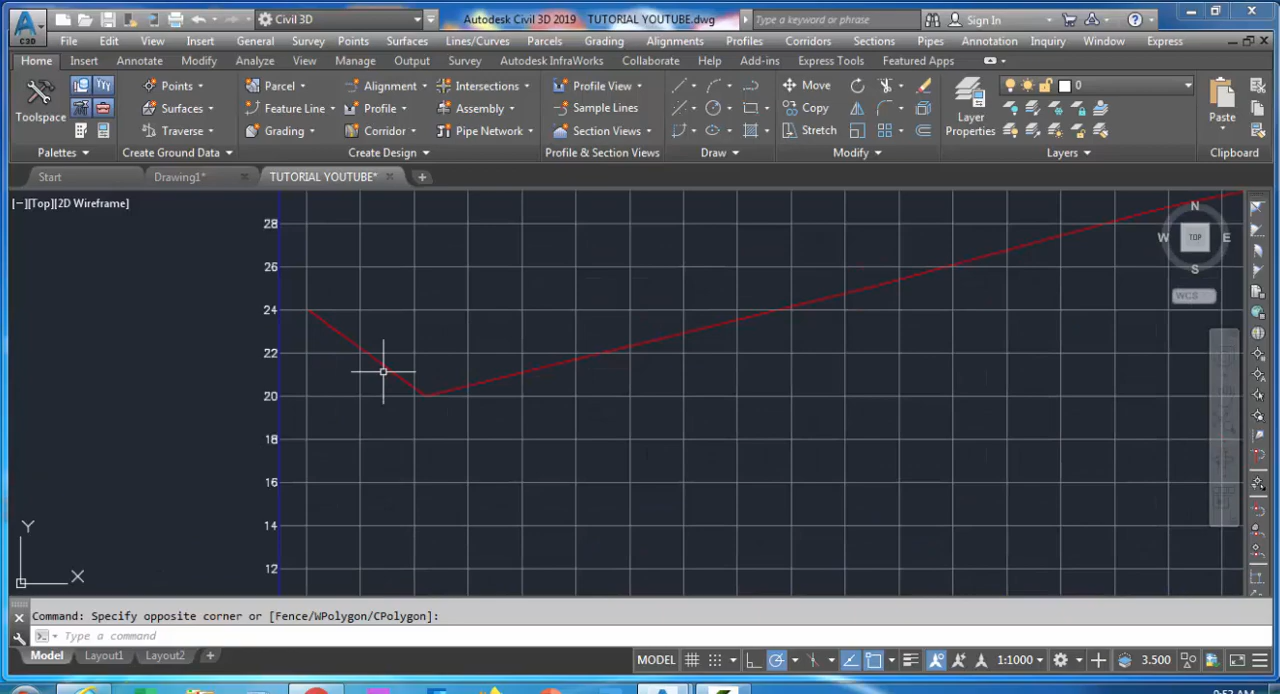 Civil 3D
Autodesk Civil 3D 2019 TUTORIAL YOUTUBE.dwg
Type a keyword or phrase
Sign In
C3D
File Edit View Insert General Survey Points Surfaces Lines/Curves Parcels Grading Alignments Profiles Corridors Sections Pipes Annotation Inquiry Window Express
Home Insert Annotate Modify Analyze View Manage Output Survey Autodesk InfraWorks Collaborate Help Add-ins Express Tools Featured Apps
Points Parcel Alignment Intersections Profile View Move 0
Toolspace Surfaces Feature Line Profile Assembly Sample Lines Copy Layer Properties Paste
Traverse Grading Corridor Pipe Network Section Views Stretch
Palettes Create Ground Data Create Design Profile & Section Views Draw Modify Layers Clipboard
Start Drawing1* TUTORIAL YOUTUBE*
[−][Top][2D Wireframe]
N
W TOP E
S
WCS
28
26
24
22
20
18
16
14
12
Y
X
Command: Specify opposite corner or [Fence/WPolygon/CPolygon]:
Type a command
Model Layout1 Layout2
MODEL 1:1000 3.500